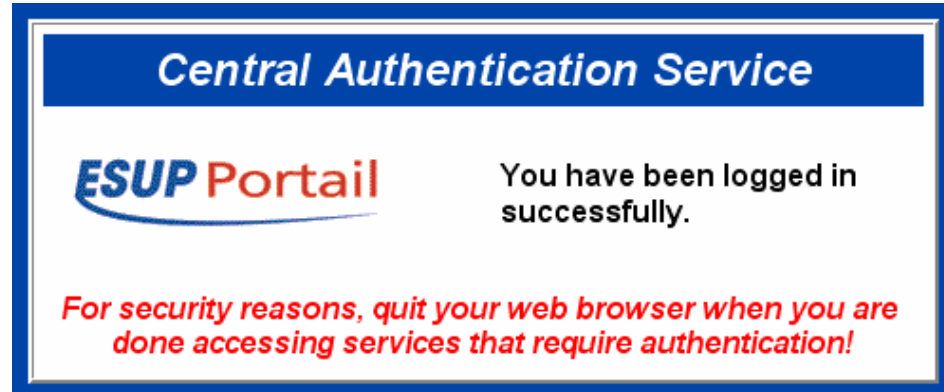 Central Authentication Service
ESUP Portail
You have been logged in
successfully.
For security reasons, quit your web browser when you are
done accessing services that require authentication!